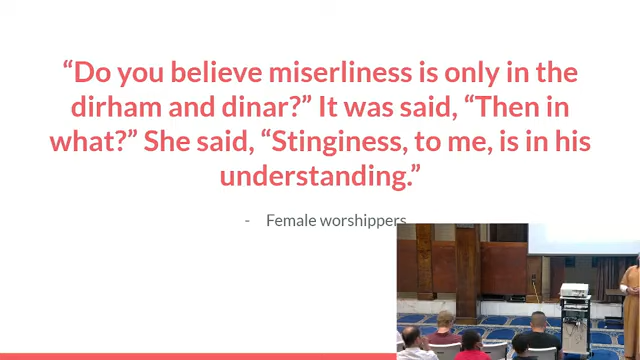 “Do you believe miserliness is only in the
dirham and dinar?” It was said, “Then in
what?” She said, “Stinginess, to me, is in his
understanding.”
- Female worshippers